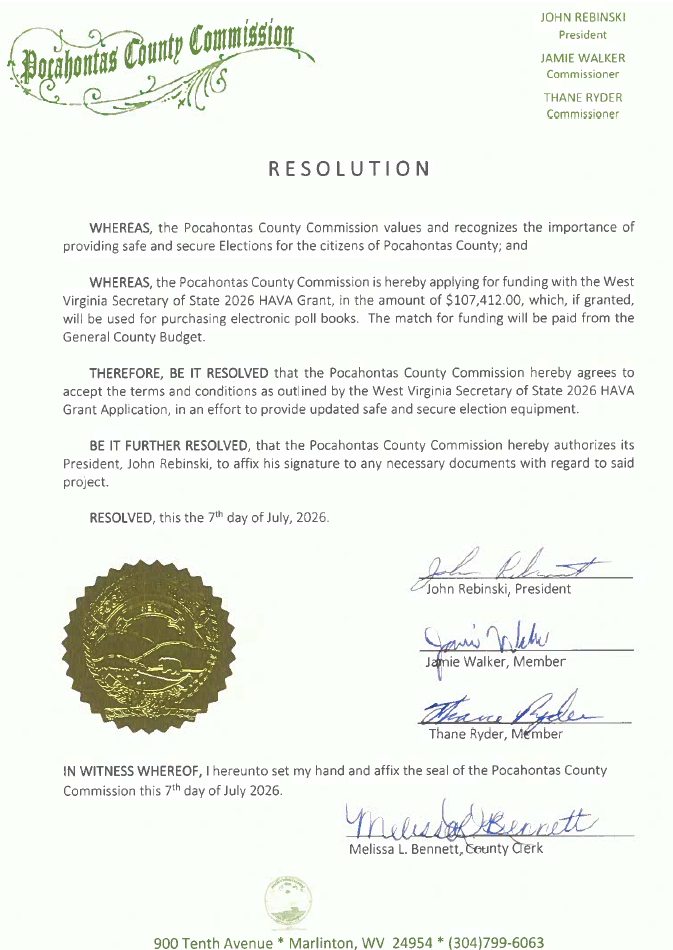 Pocahontas County Commission
JOHN REBINSKI
President
JAMIE WALKER
Commissioner
THANE RYDER
Commissioner
RESOLUTION
WHEREAS, the Pocahontas County Commission values and recognizes the importance of
providing safe and secure Elections for the citizens of Pocahontas County; and
WHEREAS, the Pocahontas County Commission is hereby applying for funding with the West
Virginia Secretary of State 2026 HAVA Grant, in the amount of $107,412.00, which, if granted,
will be used for purchasing electronic poll books. The match for funding will be paid from the
General County Budget.
THEREFORE, BE IT RESOLVED that the Pocahontas County Commission hereby agrees to
accept the terms and conditions as outlined by the West Virginia Secretary of State 2026 HAVA
Grant Application, in an effort to provide updated safe and secure election equipment.
BE IT FURTHER RESOLVED, that the Pocahontas County Commission hereby authorizes its
President, John Rebinski, to affix his signature to any necessary documents with regard to said
project.
RESOLVED, this the 7th day of July, 2026.
John Rebinski
John Rebinski, President
Jamie Walker
Jamie Walker, Member
Thane Ryder
Thane Ryder, Member
IN WITNESS WHEREOF, I hereunto set my hand and affix the seal of the Pocahontas County
Commission this 7th day of July 2026.
Melissa L. Bennett
Melissa L. Bennett, County Clerk
900 Tenth Avenue * Marlinton, WV 24954 * (304)799-6063